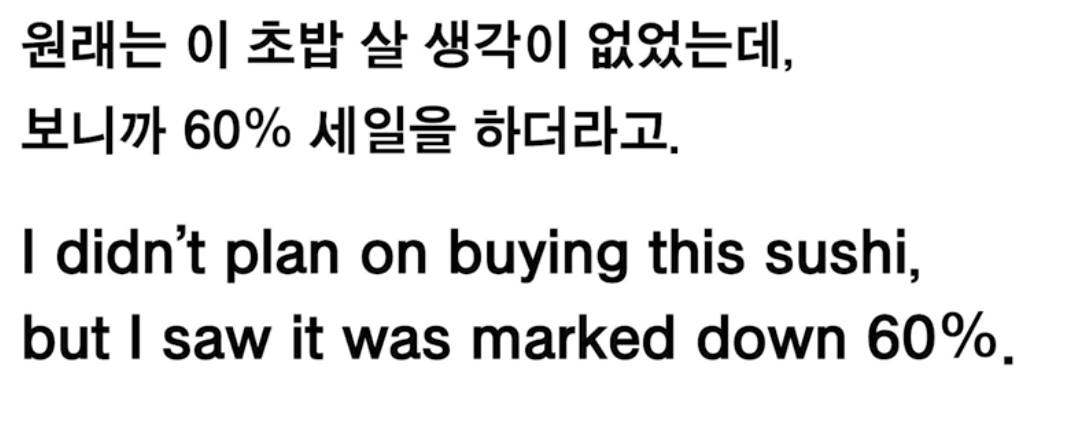 원래는 이 초밥 살 생각이 없었는데,
보니까 60% 세일을 하더라고.
I didn’t plan on buying this sushi,
but I saw it was marked down 60%.